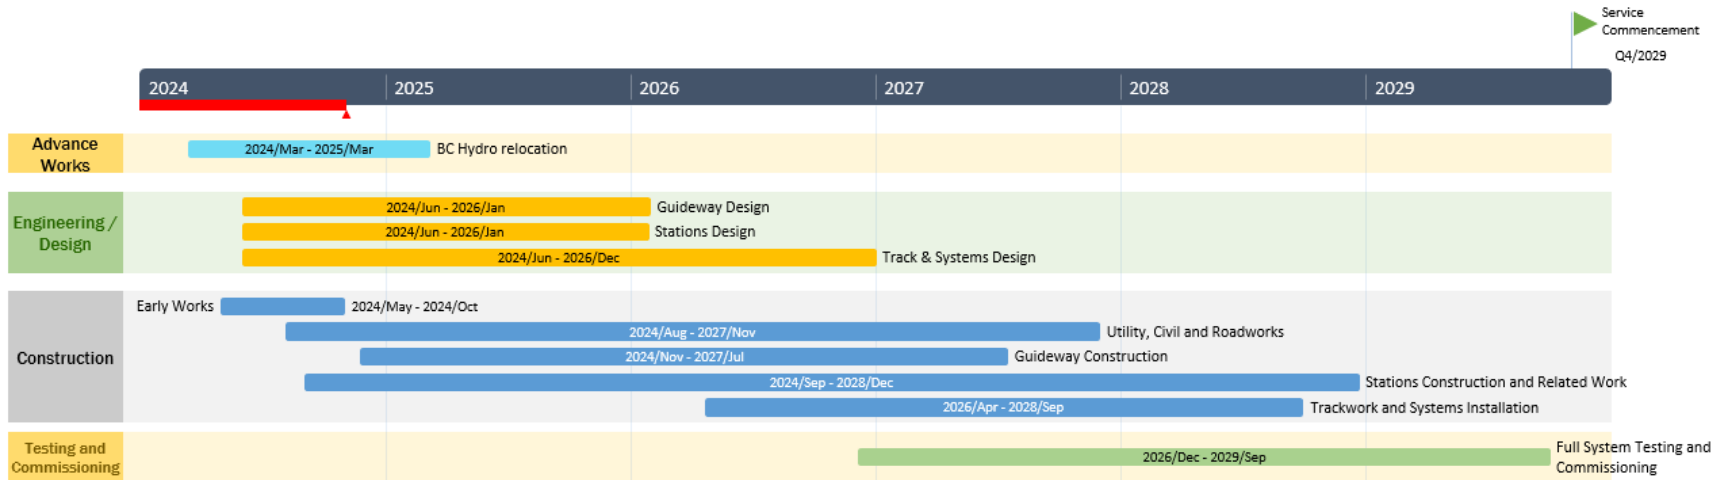 Service
Commencement
Q4/2029
2024 2025 2026 2027 2028 2029
Advance
Works
2024/Mar - 2025/Mar BC Hydro relocation
Engineering /
Design
2024/Jun - 2026/Jan Guideway Design
2024/Jun - 2026/Jan Stations Design
2024/Jun - 2026/Dec Track & Systems Design
Construction
Early Works 2024/May - 2024/Oct
2024/Aug - 2027/Nov Utility, Civil and Roadworks
2024/Nov - 2027/Jul Guideway Construction
2024/Sep - 2028/Dec Stations Construction and Related Work
2026/Apr - 2028/Sep Trackwork and Systems Installation
Testing and
Commissioning
2026/Dec - 2029/Sep
Full System Testing and
Commissioning